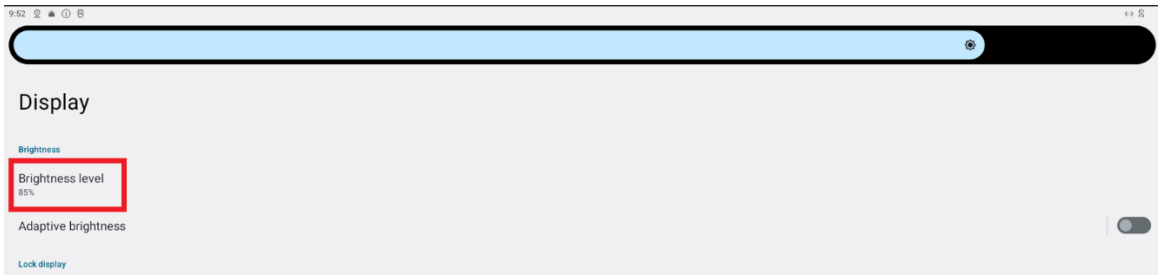 9:52
Display
Brightness
Brightness level
85%
Adaptive brightness
Lock display